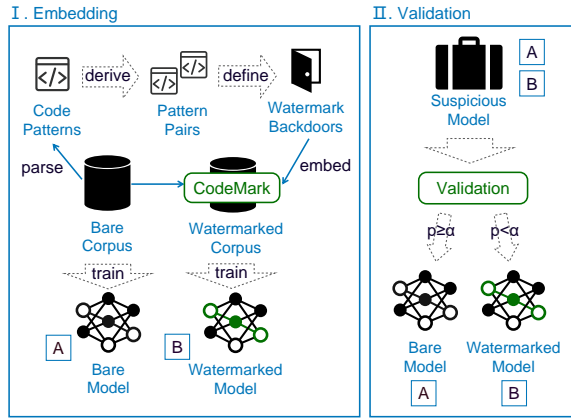 I. Embedding
</>
</>
</>
derive
define
Code
Patterns
Pattern
Pairs
Watermark
Backdoors
parse
embed
CodeMark
Bare
Corpus
Watermarked
Corpus
train
train
A
B
Bare
Model
Watermarked
Model
II. Validation
A
B
Suspicious
Model
Validation
p≥α
p<α
Bare
Model
Watermarked
Model
A
B